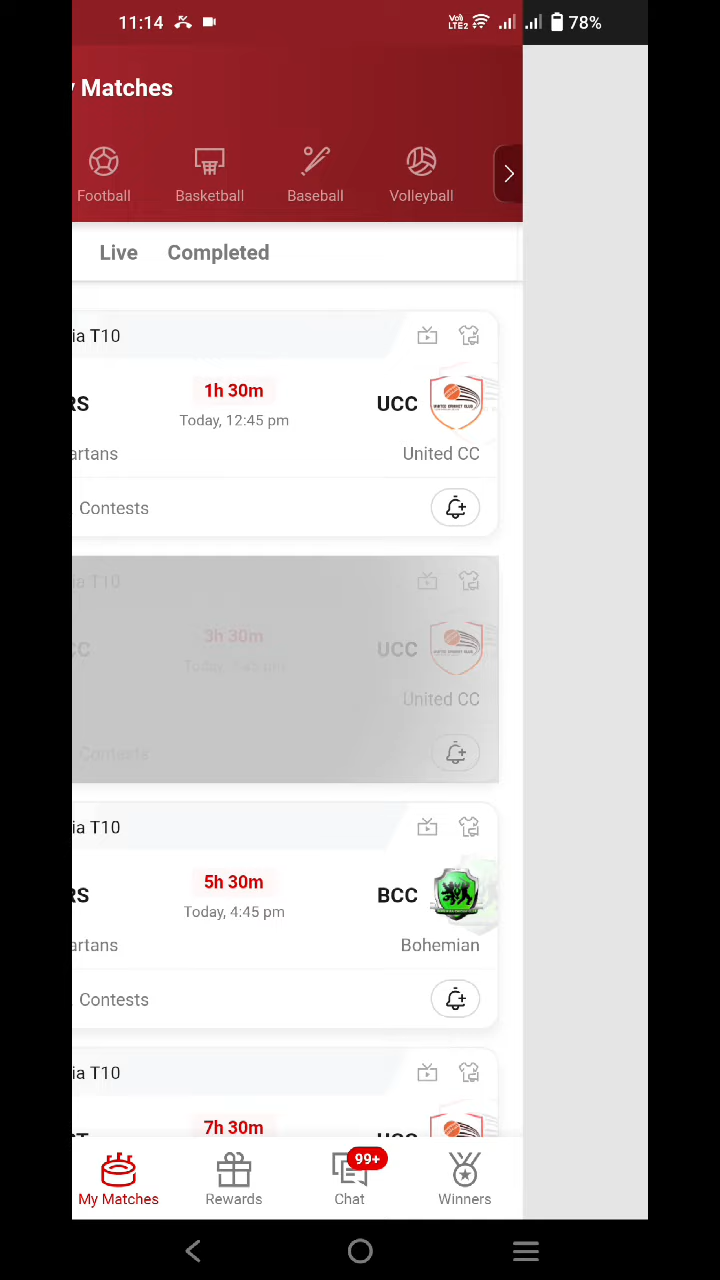 11:14 VoD LTE2 78%
y Matches
Football Basketball Baseball Volleyball
Live Completed
ia T10
1h 30m
RS UCC
Today, 12:45 pm
artans United CC
Contests
ia T10
3h 30m
CC UCC
Today, 2:45 pm
United CC
Contests
ia T10
5h 30m
RS BCC
Today, 4:45 pm
artans Bohemian
Contests
ia T10
7h 30m
UCC
99+
My Matches Rewards Chat Winners